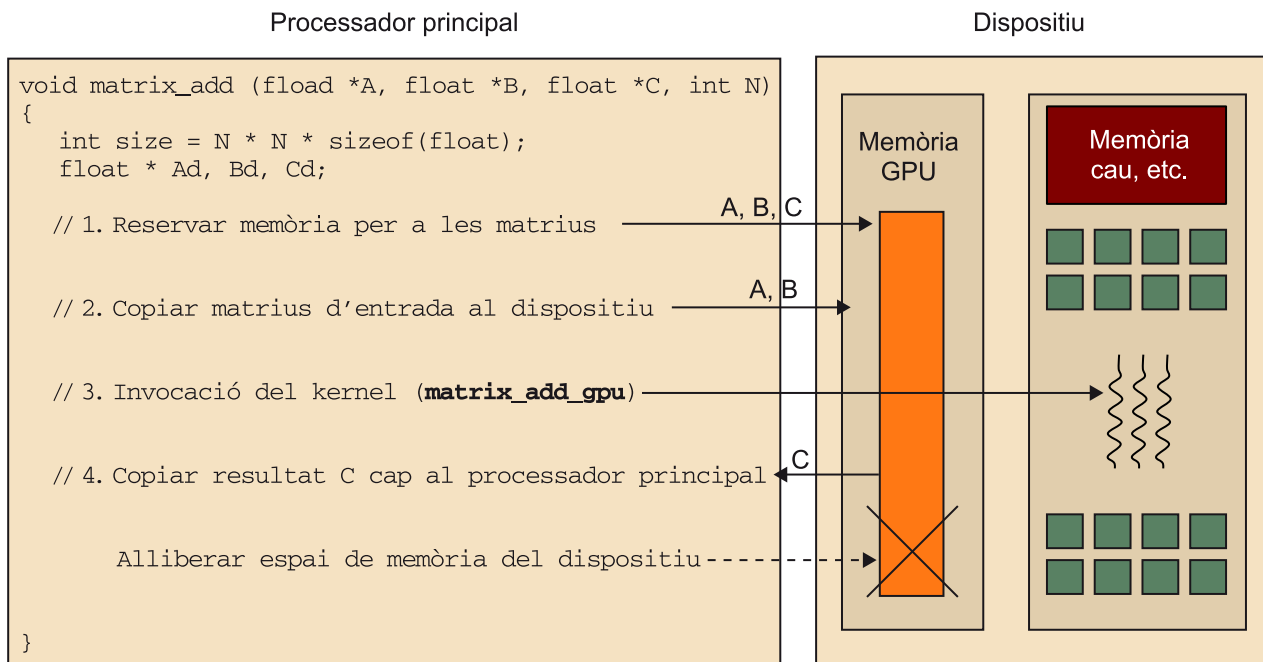 Processador principal
Dispositiu
void matrix_add (fload *A, float *B, float *C, int N)
{
int size = N * N * sizeof(float);
float * Ad, Bd, Cd;
// 1. Reservar memòria per a les matrius
A, B, C
// 2. Copiar matrius d'entrada al dispositiu
A, B
// 3. Invocació del kernel (matrix_add_gpu)
// 4. Copiar resultat C cap al processador principal
C
Alliberar espai de memòria del dispositiu
}
Memòria
GPU
Memòria
cau, etc.